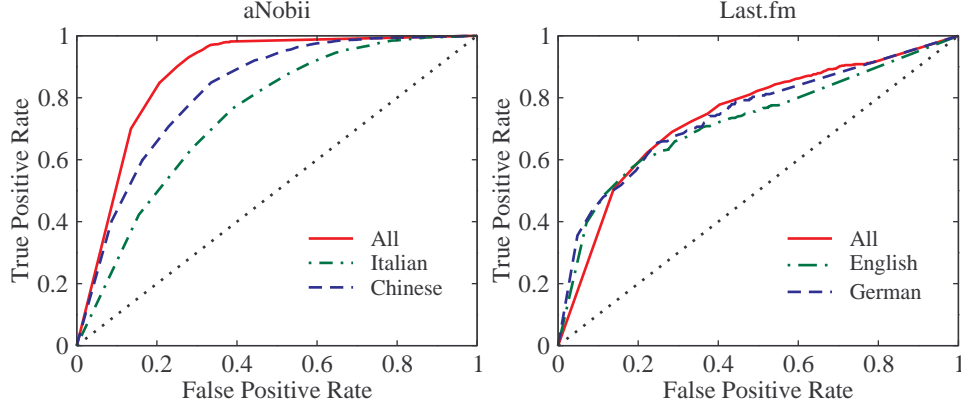 aNobii
True Positive Rate
1
0.8
0.6
0.4
0.2
0
All
Italian
Chinese
0 0.2 0.4 0.6 0.8 1
False Positive Rate
Last.fm
True Positive Rate
1
0.8
0.6
0.4
0.2
0
All
English
German
0 0.2 0.4 0.6 0.8 1
False Positive Rate